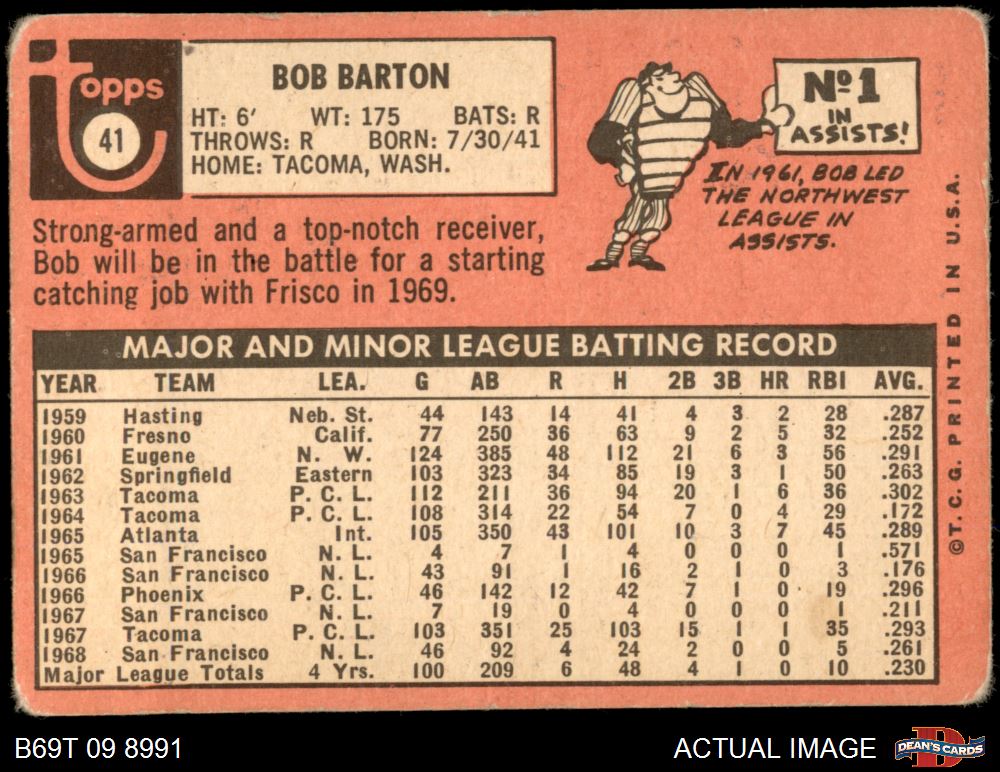 topps
41
BOB BARTON
HT: 6' WT: 175 BATS: R
THROWS: R BORN: 7/30/41
HOME: TACOMA, WASH.
Nº 1
IN
ASSISTS!
IN 1961, BOB LED
THE NORTHWEST
LEAGUE IN
ASSISTS.
Strong-armed and a top-notch receiver,
Bob will be in the battle for a starting
catching job with Frisco in 1969.
MAJOR AND MINOR LEAGUE BATTING RECORD
YEAR TEAM LEA. G AB R H 2B 3B HR RBI AVG.
1959 Hasting Neb. St. 44 143 14 41 4 3 2 28 .287
1960 Fresno Calif. 77 250 36 63 9 2 5 32 .252
1961 Eugene N. W. 124 385 48 112 21 6 3 56 .291
1962 Springfield Eastern 103 323 34 85 19 3 1 50 .263
1963 Tacoma P. C. L. 112 211 36 94 20 1 6 36 .302
1964 Tacoma P. C. L. 108 314 22 54 7 0 4 29 .172
1965 Atlanta Int. 105 350 43 101 10 3 7 45 .289
1965 San Francisco N. L. 4 7 1 4 0 0 0 1 .571
1966 San Francisco N. L. 43 91 1 16 2 1 0 3 .176
1966 Phoenix P. C. L. 46 142 12 42 7 1 0 19 .296
1967 San Francisco N. L. 7 19 0 4 0 0 0 1 .211
1967 Tacoma P. C. L. 103 351 25 103 15 1 1 35 .293
1968 San Francisco N. L. 46 92 4 24 2 0 0 5 .261
Major League Totals 4 Yrs. 100 209 6 48 4 1 0 10 .230
© T. C. G. PRINTED IN U.S.A.
B69T 09 8991
ACTUAL IMAGE
DEAN'S CARDS